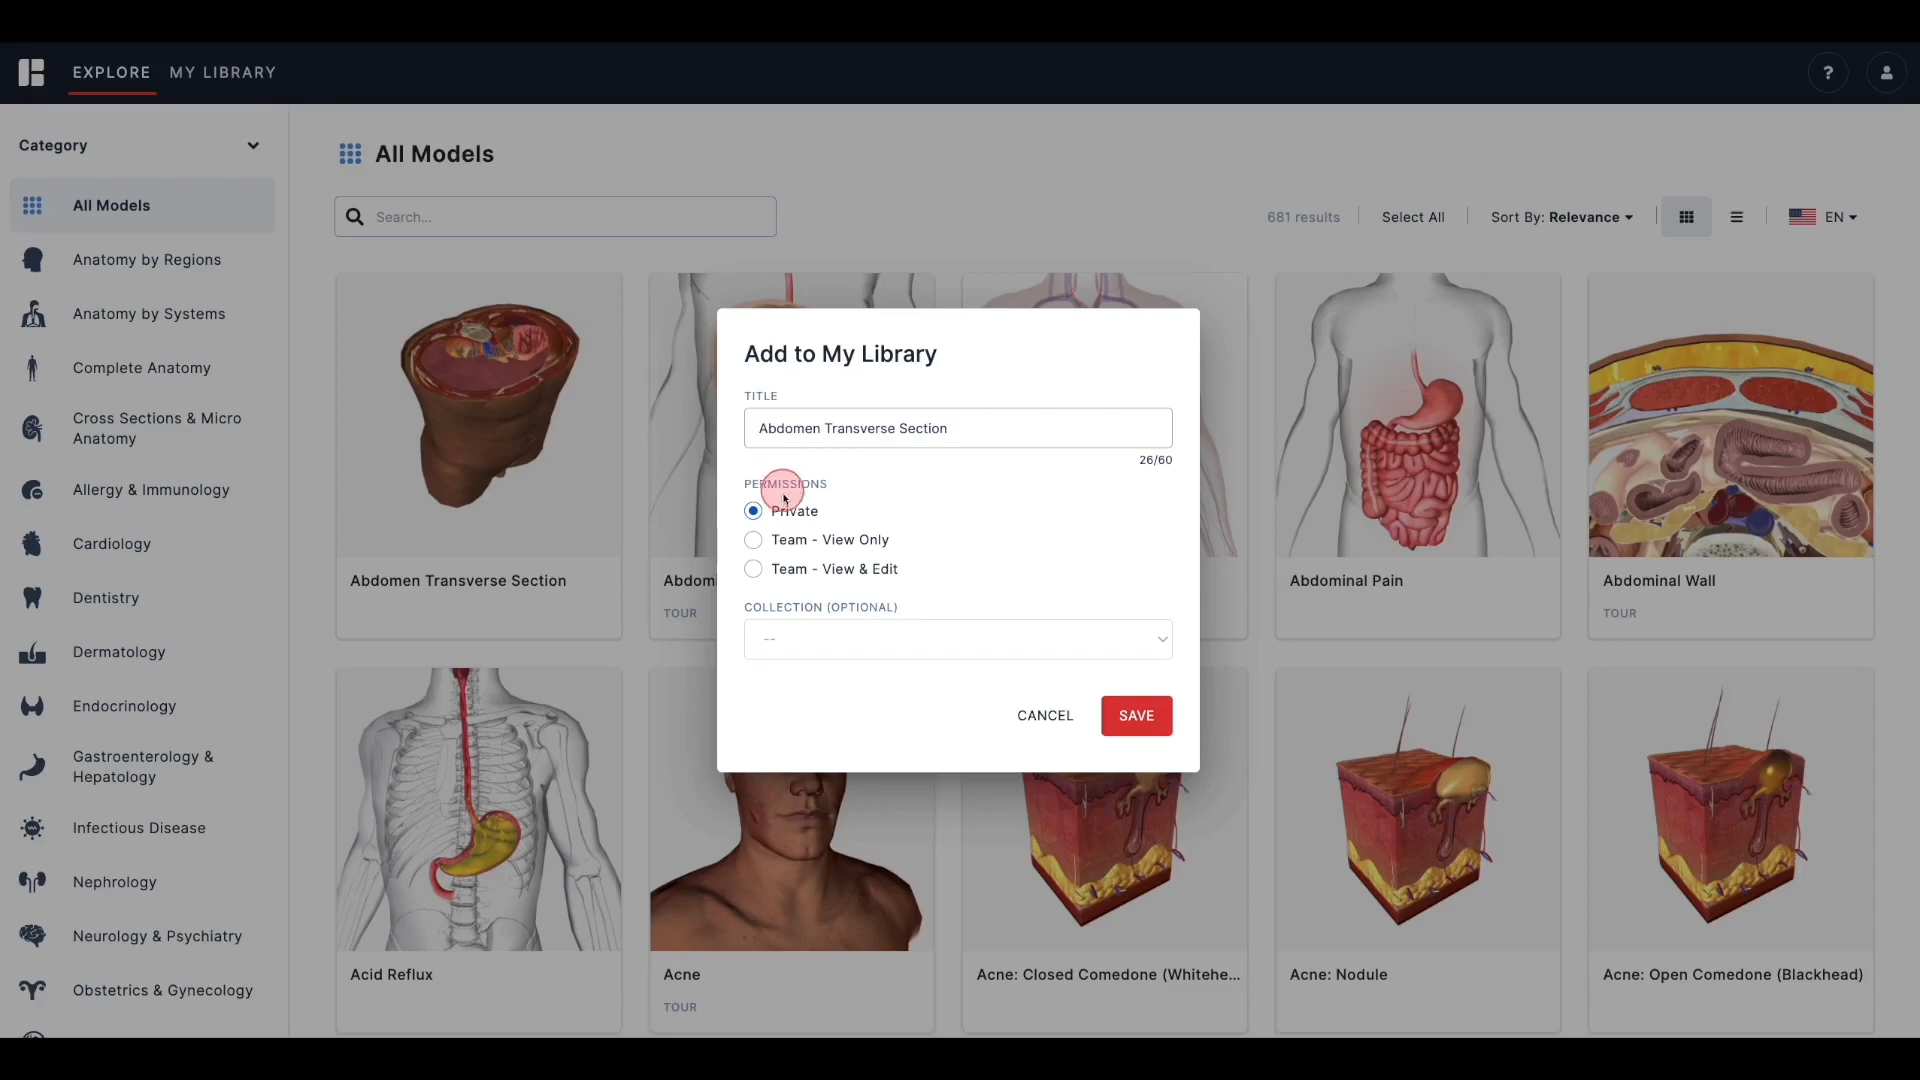 EXPLORE MY LIBRARY
?
Category
All Models
Anatomy by Regions
Anatomy by Systems
Complete Anatomy
Cross Sections & Micro
Anatomy
Allergy & Immunology
Cardiology
Dentistry
Dermatology
Endocrinology
Gastroenterology &
Hepatology
Infectious Disease
Nephrology
Neurology & Psychiatry
Obstetrics & Gynecology
All Models
Search...
681 results
Select All
Sort By: Relevance
EN
Abdomen Transverse Section
Abdomi
TOUR
Abdominal Pain
Abdominal Wall
TOUR
Acid Reflux
Acne
TOUR
Acne: Closed Comedone (Whitehe...
Acne: Nodule
Acne: Open Comedone (Blackhead)
Add to My Library
TITLE
Abdomen Transverse Section
26/60
PERMISSIONS
Private
Team - View Only
Team - View & Edit
COLLECTION (OPTIONAL)
--
CANCEL
SAVE